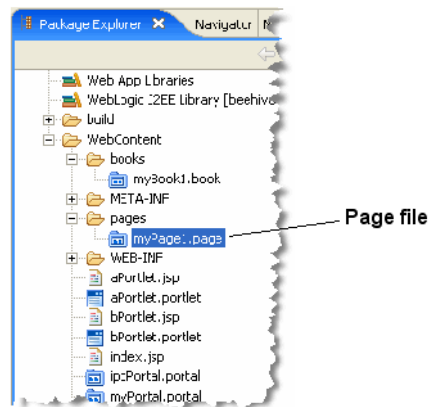 Package Explorer Navigator
Web App Libraries
WebLogic J2EE Library [beehive
build
WebContent
books
myBook1.book
META-INF
pages
myPage1.page
Page file
WEB-INF
aPortlet.jsp
aPortlet.portlet
bPortlet.jsp
bPortlet.portlet
index.jsp
ipcPortal.portal
myPortal.portal